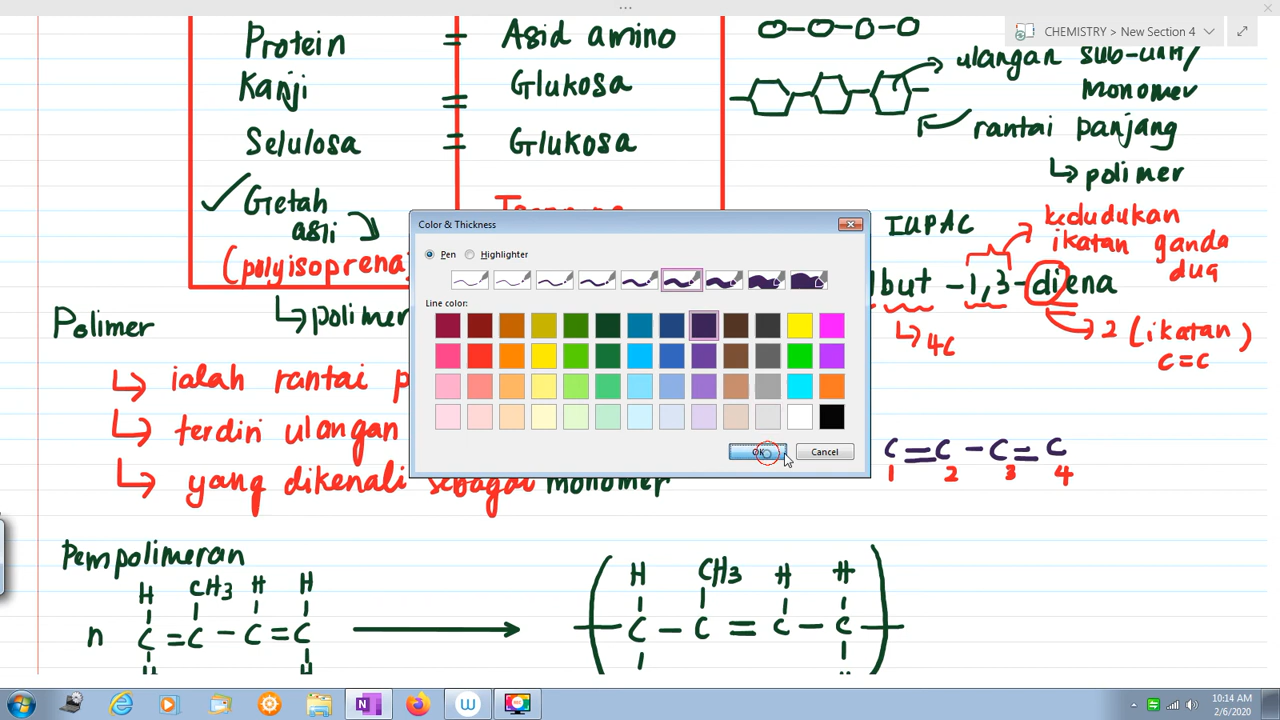 CHEMISTRY > New Section 4
Protein = Asid amino
Kanji = Glukosa
Selulosa = Glukosa
Getah asli
(polyisoprena)
↳ polimer
ulangan sub-unit/
monomer
rantai panjang
↳ polimer
IUPAC
kedudukan
ikatan ganda
dua
but -1,3-diena
↳ 4C
2 (ikatan)
C=C
Polimer
↳ ialah rantai p
↳ terdiri ulangan
↳ yang dikenali sebagai monomer
C = C - C = C
1 2 3 4
Color & Thickness
Pen Highlighter
Line color:
OK Cancel
Pempolimeran
H CH3 H H
n C = C - C = C
H H
H CH3 H H
C - C = C - C
H
10:14 AM
2/6/2020